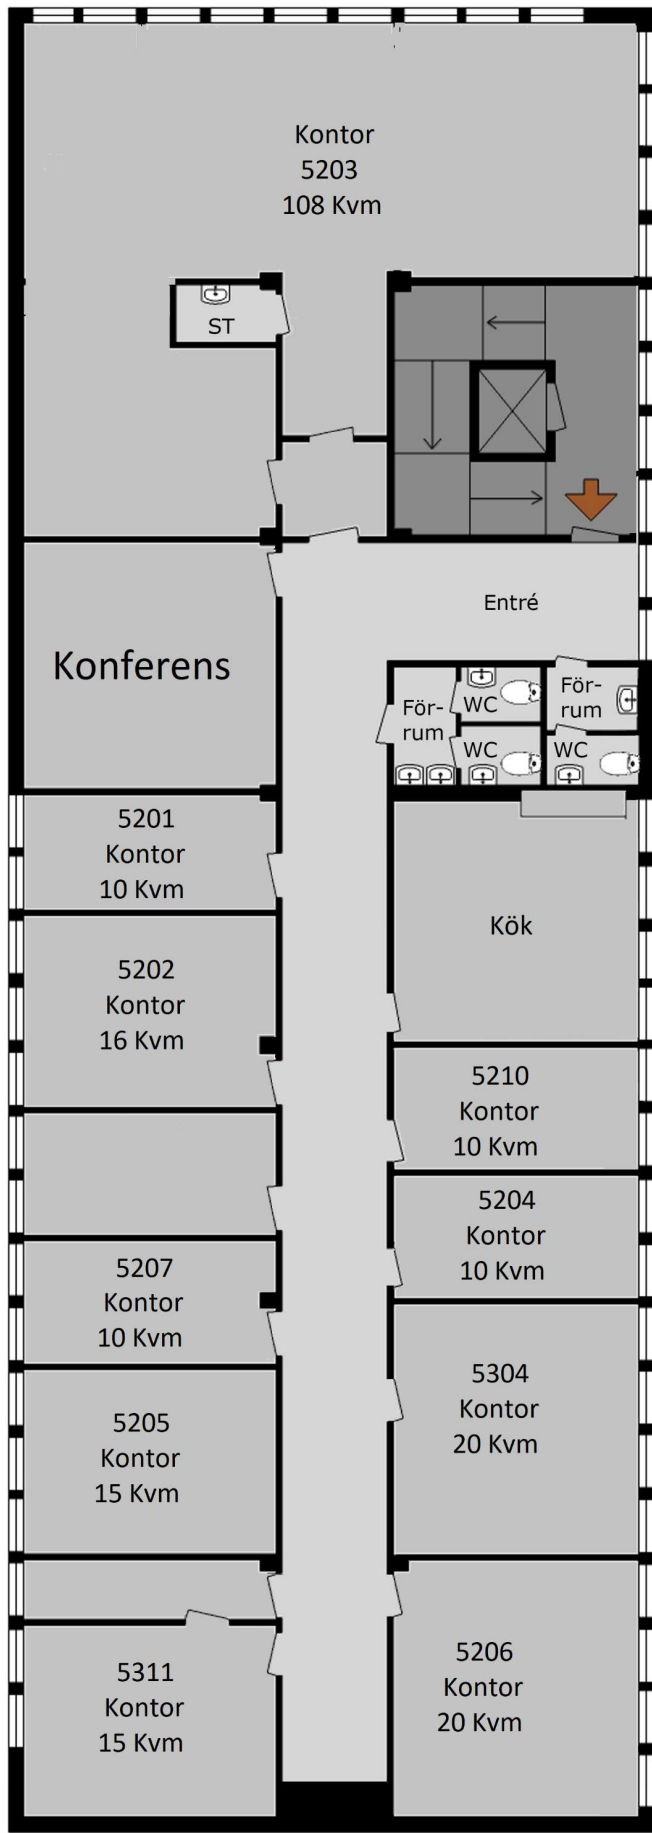 Kontor
5203
108 Kvm
ST
Entré
Konferens
För-
rum
WC
WC
För-
rum
WC
5201
Kontor
10 Kvm
Kök
5202
Kontor
16 Kvm
5210
Kontor
10 Kvm
5204
Kontor
10 Kvm
5207
Kontor
10 Kvm
5304
Kontor
20 Kvm
5205
Kontor
15 Kvm
5206
Kontor
20 Kvm
5311
Kontor
15 Kvm